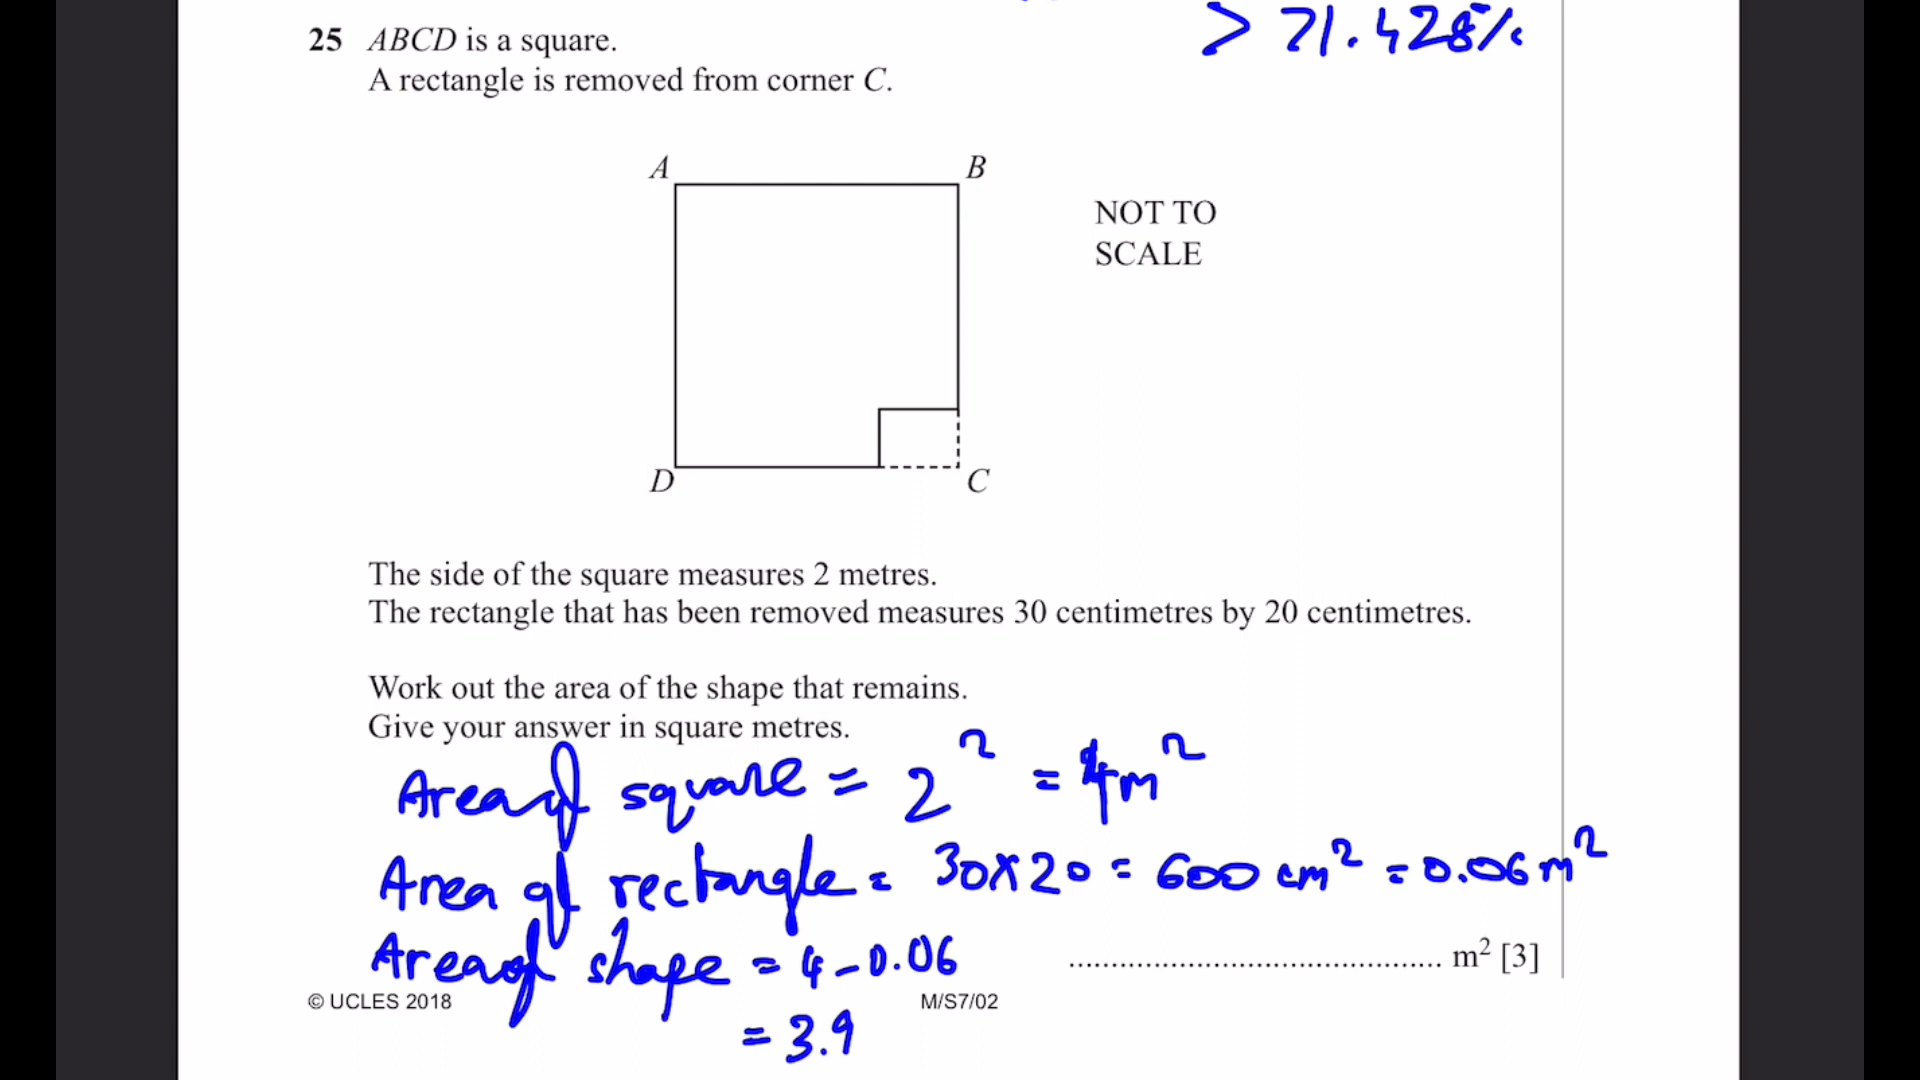 > 71.428%
25 ABCD is a square.
A rectangle is removed from corner C.
A B
NOT TO
SCALE
D C
The side of the square measures 2 metres.
The rectangle that has been removed measures 30 centimetres by 20 centimetres.
Work out the area of the shape that remains.
Give your answer in square metres.
Area of square = 2² = 4m²
Area of rectangle = 30×20 = 600 cm² = 0.06m²
Area of shape = 4-0.06
........................................... m² [3]
© UCLES 2018 M/S7/02
= 3.9